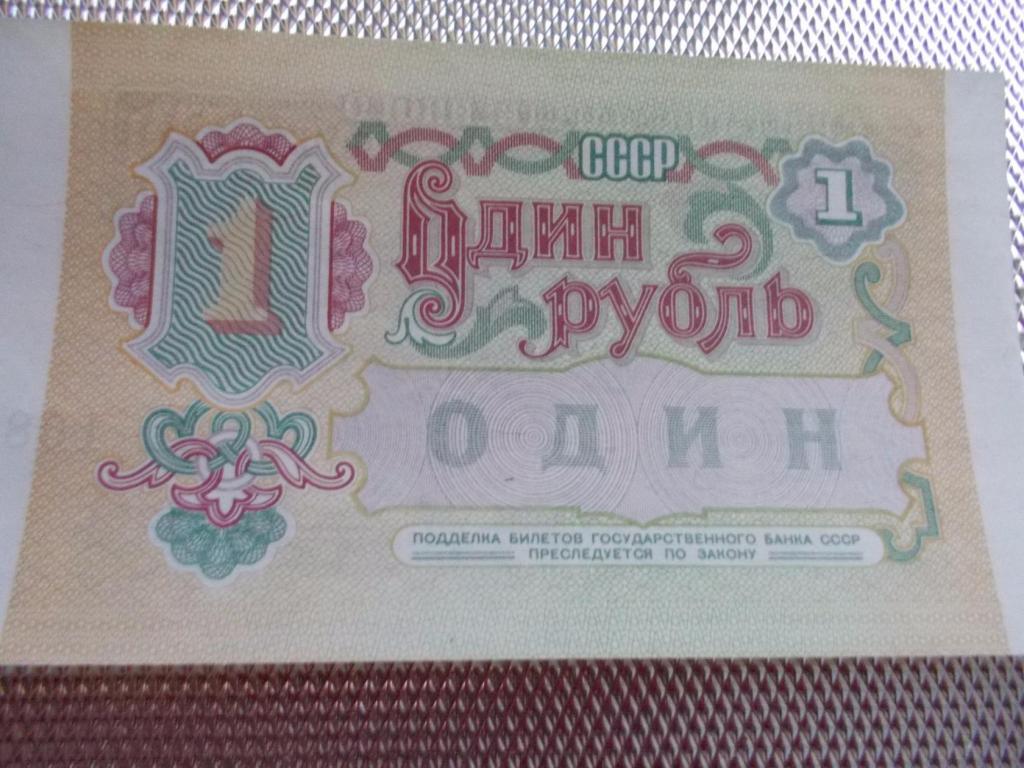 СССР
1
1
Один
рубль
ОДИН
ПОДДЕЛКА БИЛЕТОВ ГОСУДАРСТВЕННОГО БАНКА СССР
ПРЕСЛЕДУЕТСЯ ПО ЗАКОНУ